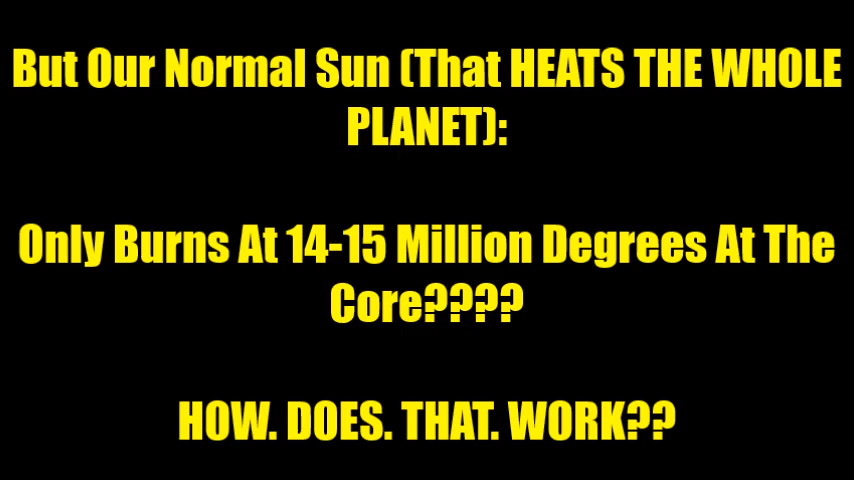 But Our Normal Sun (That HEATS THE WHOLE
PLANET):
Only Burns At 14-15 Million Degrees At The
Core????
HOW. DOES. THAT. WORK??